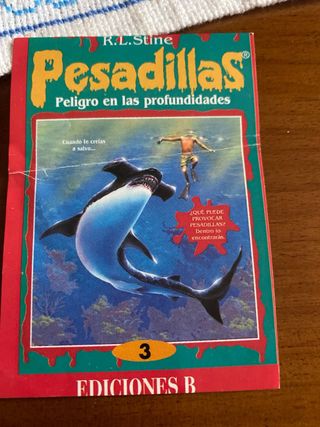 R.L. Stine
Pesadillas®
Peligro en las profundidades
Cuando te creías
a salvo...
¿QUÉ PUEDE
PROVOCAR
PESADILLAS?
Dentro lo
encontrarás.
3
EDICIONES B